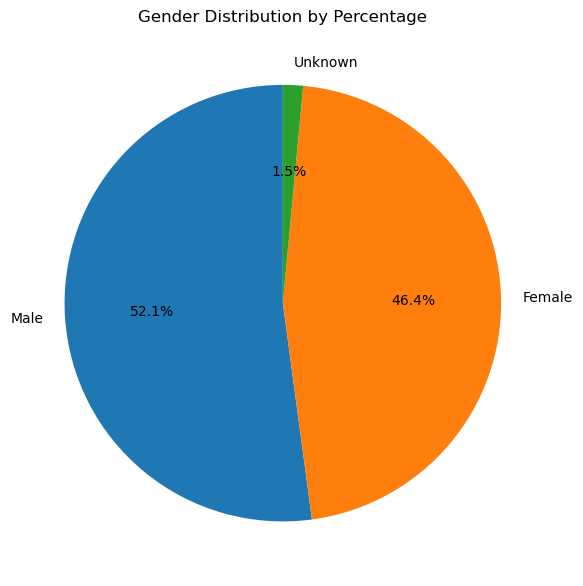 Gender Distribution by Percentage
Unknown
1.5%
52.1%
46.4%
Male
Female